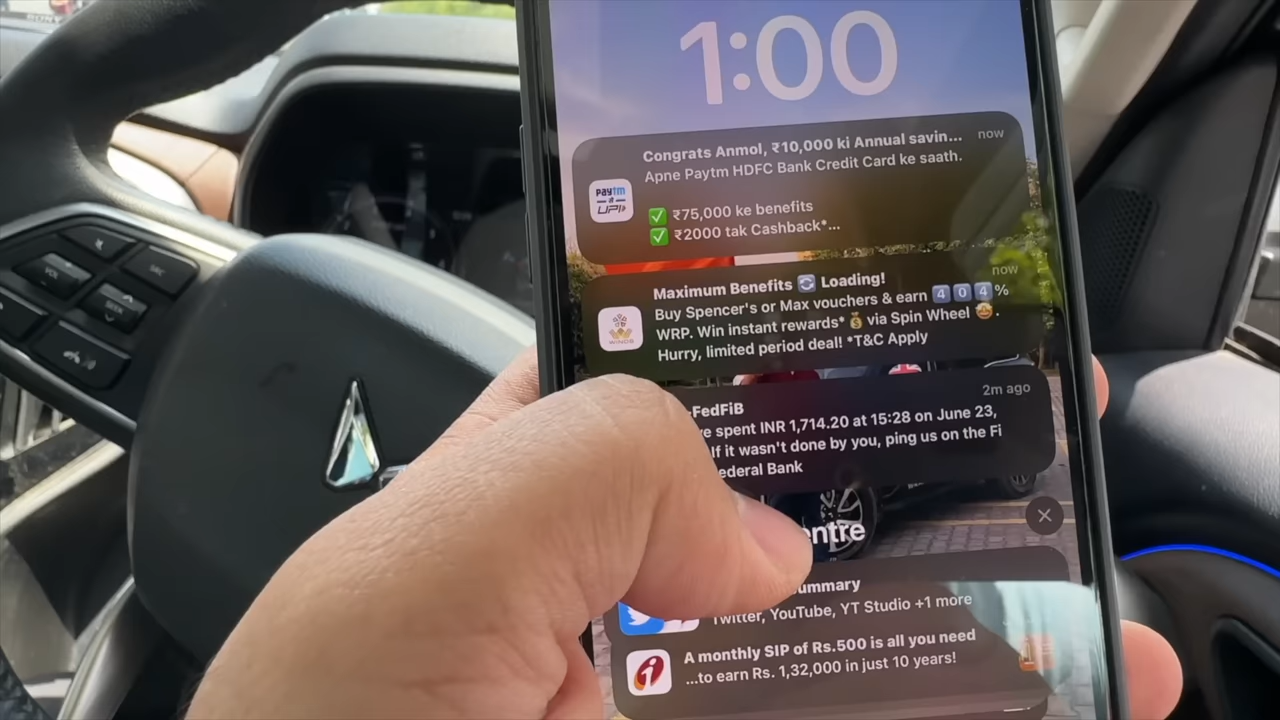 SONY
1:00
Congrats Anmol, ₹10,000 ki Annual savin... now
Apne Paytm HDFC Bank Credit Card ke saath.
✅ ₹75,000 ke benefits
✅ ₹2000 tak Cashback*...
paytm
UPI
Maximum Benefits 🔄 Loading! now
Buy Spencer's or Max vouchers & earn 4️⃣0️⃣4️⃣%
WRP. Win instant rewards* 💰 via Spin Wheel 🤩.
Hurry, limited period deal! *T&C Apply
WINDS
-FedFiB 2m ago
ve spent INR 1,714.20 at 15:28 on June 23,
If it wasn't done by you, ping us on the Fi
ederal Bank
entre
ummary
Twitter, YouTube, YT Studio +1 more
A monthly SIP of Rs.500 is all you need
...to earn Rs. 1,32,000 in just 10 years!
VOL
SRC
SEEK